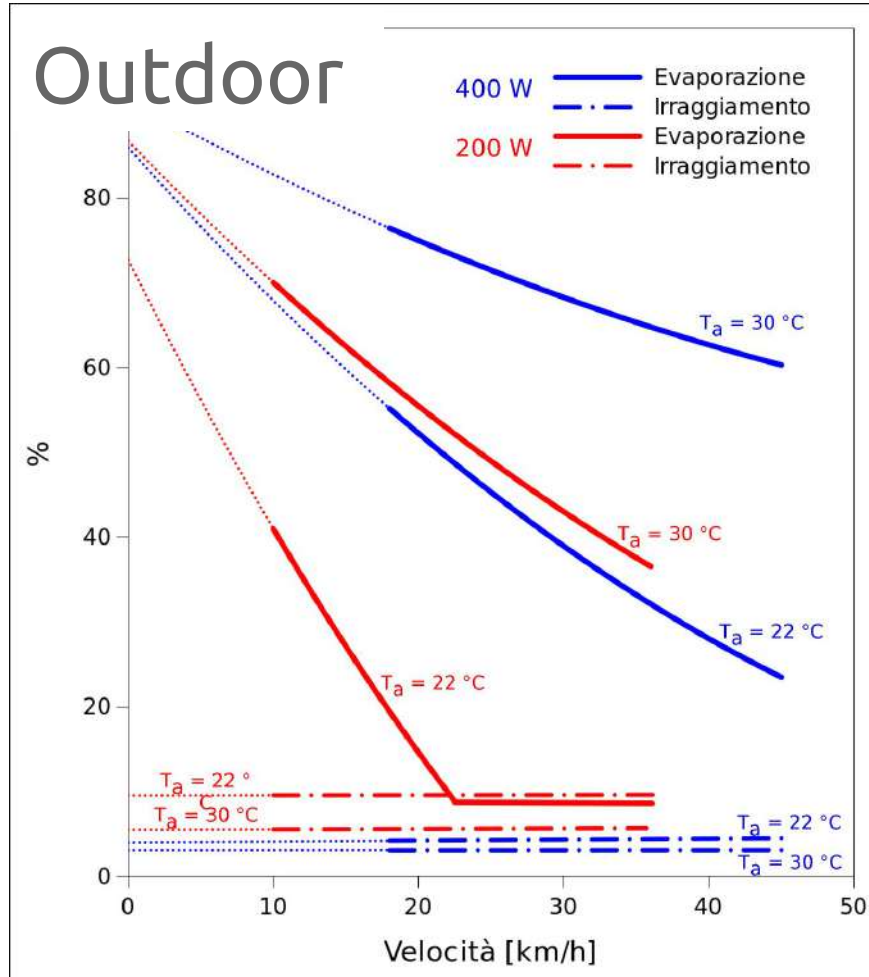 Outdoor
400 W
Evaporazione
Irraggiamento
200 W
Evaporazione
Irraggiamento
80
60
40
20
0
%
Ta = 30 °C
Ta = 30 °C
Ta = 22 °C
Ta = 22 °C
Ta = 22 °
C
Ta = 30 °C
Ta = 22 °C
Ta = 30 °C
0 10 20 30 40 50
Velocità [km/h]